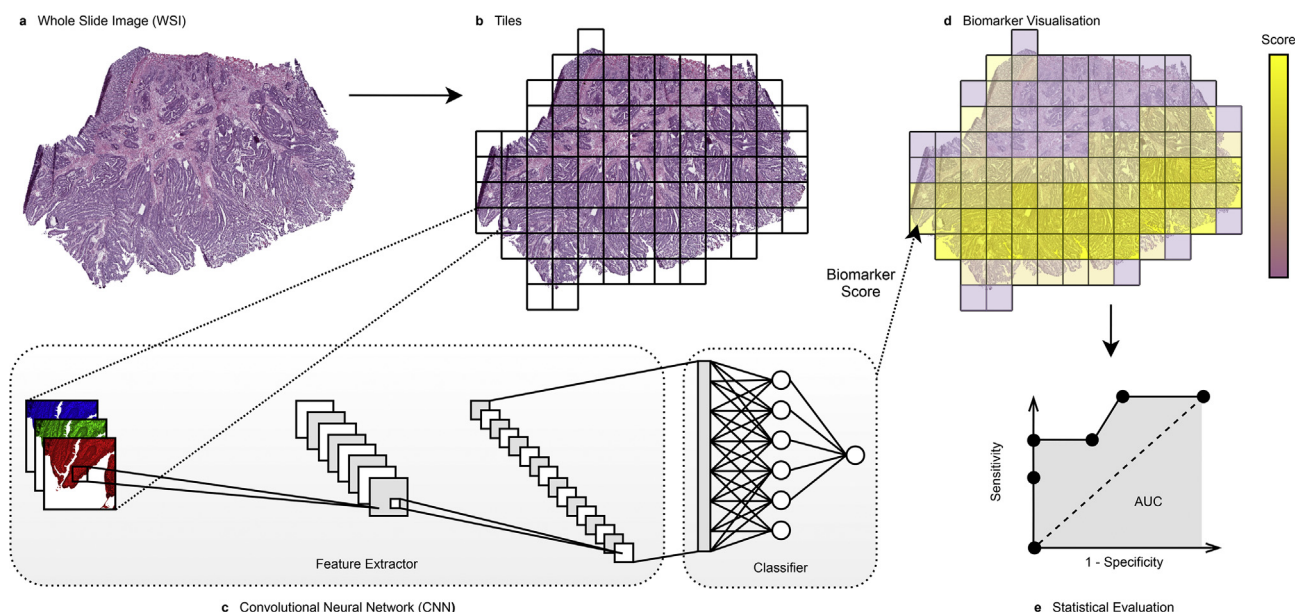 a Whole Slide Image (WSI)
b Tiles
d Biomarker Visualisation
Score
Biomarker
Score
Feature Extractor
Classifier
Sensitivity
AUC
1 - Specificity
c Convolutional Neural Network (CNN)
e Statistical Evaluation